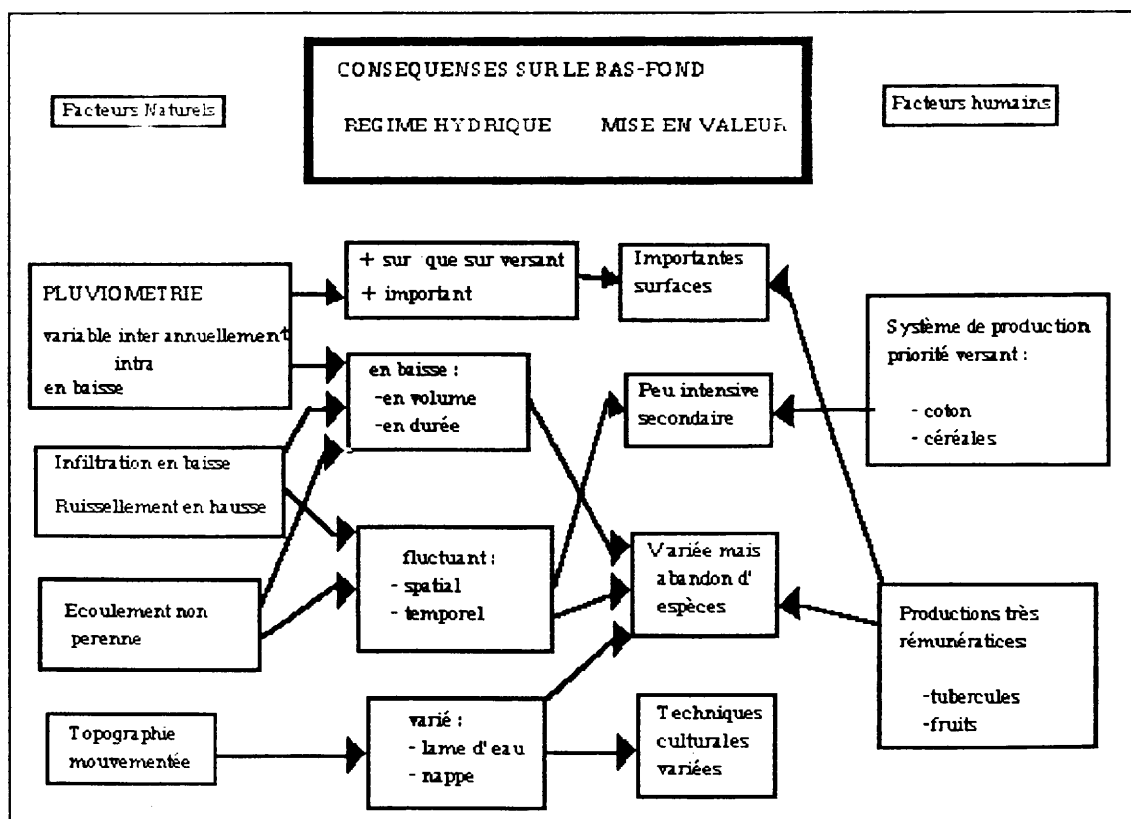 CONSEQUENSES SUR LE BAS-FOND
REGIME HYDRIQUE MISE EN VALEUR
Facteurs Naturels
Facteurs humains
PLUVIOMETRIE
variable inter annuellement
intra
en baisse
Infiltration en baisse
Ruissellement en hausse
Ecoulement non
perenne
Topographie
mouvementée
+ sur que sur versant
+ important
en baisse :
-en volume
-en durée
fluctuant :
- spatial
- temporel
varié :
- lame d'eau
- nappe
Importantes
surfaces
Peu intensive
secondaire
Variée mais
abandon d'
espèces
Techniques
culturales
variées
Système de production
priorité versant :
- coton
- céréales
Productions très
rémunératices
-tubercules
-fruits